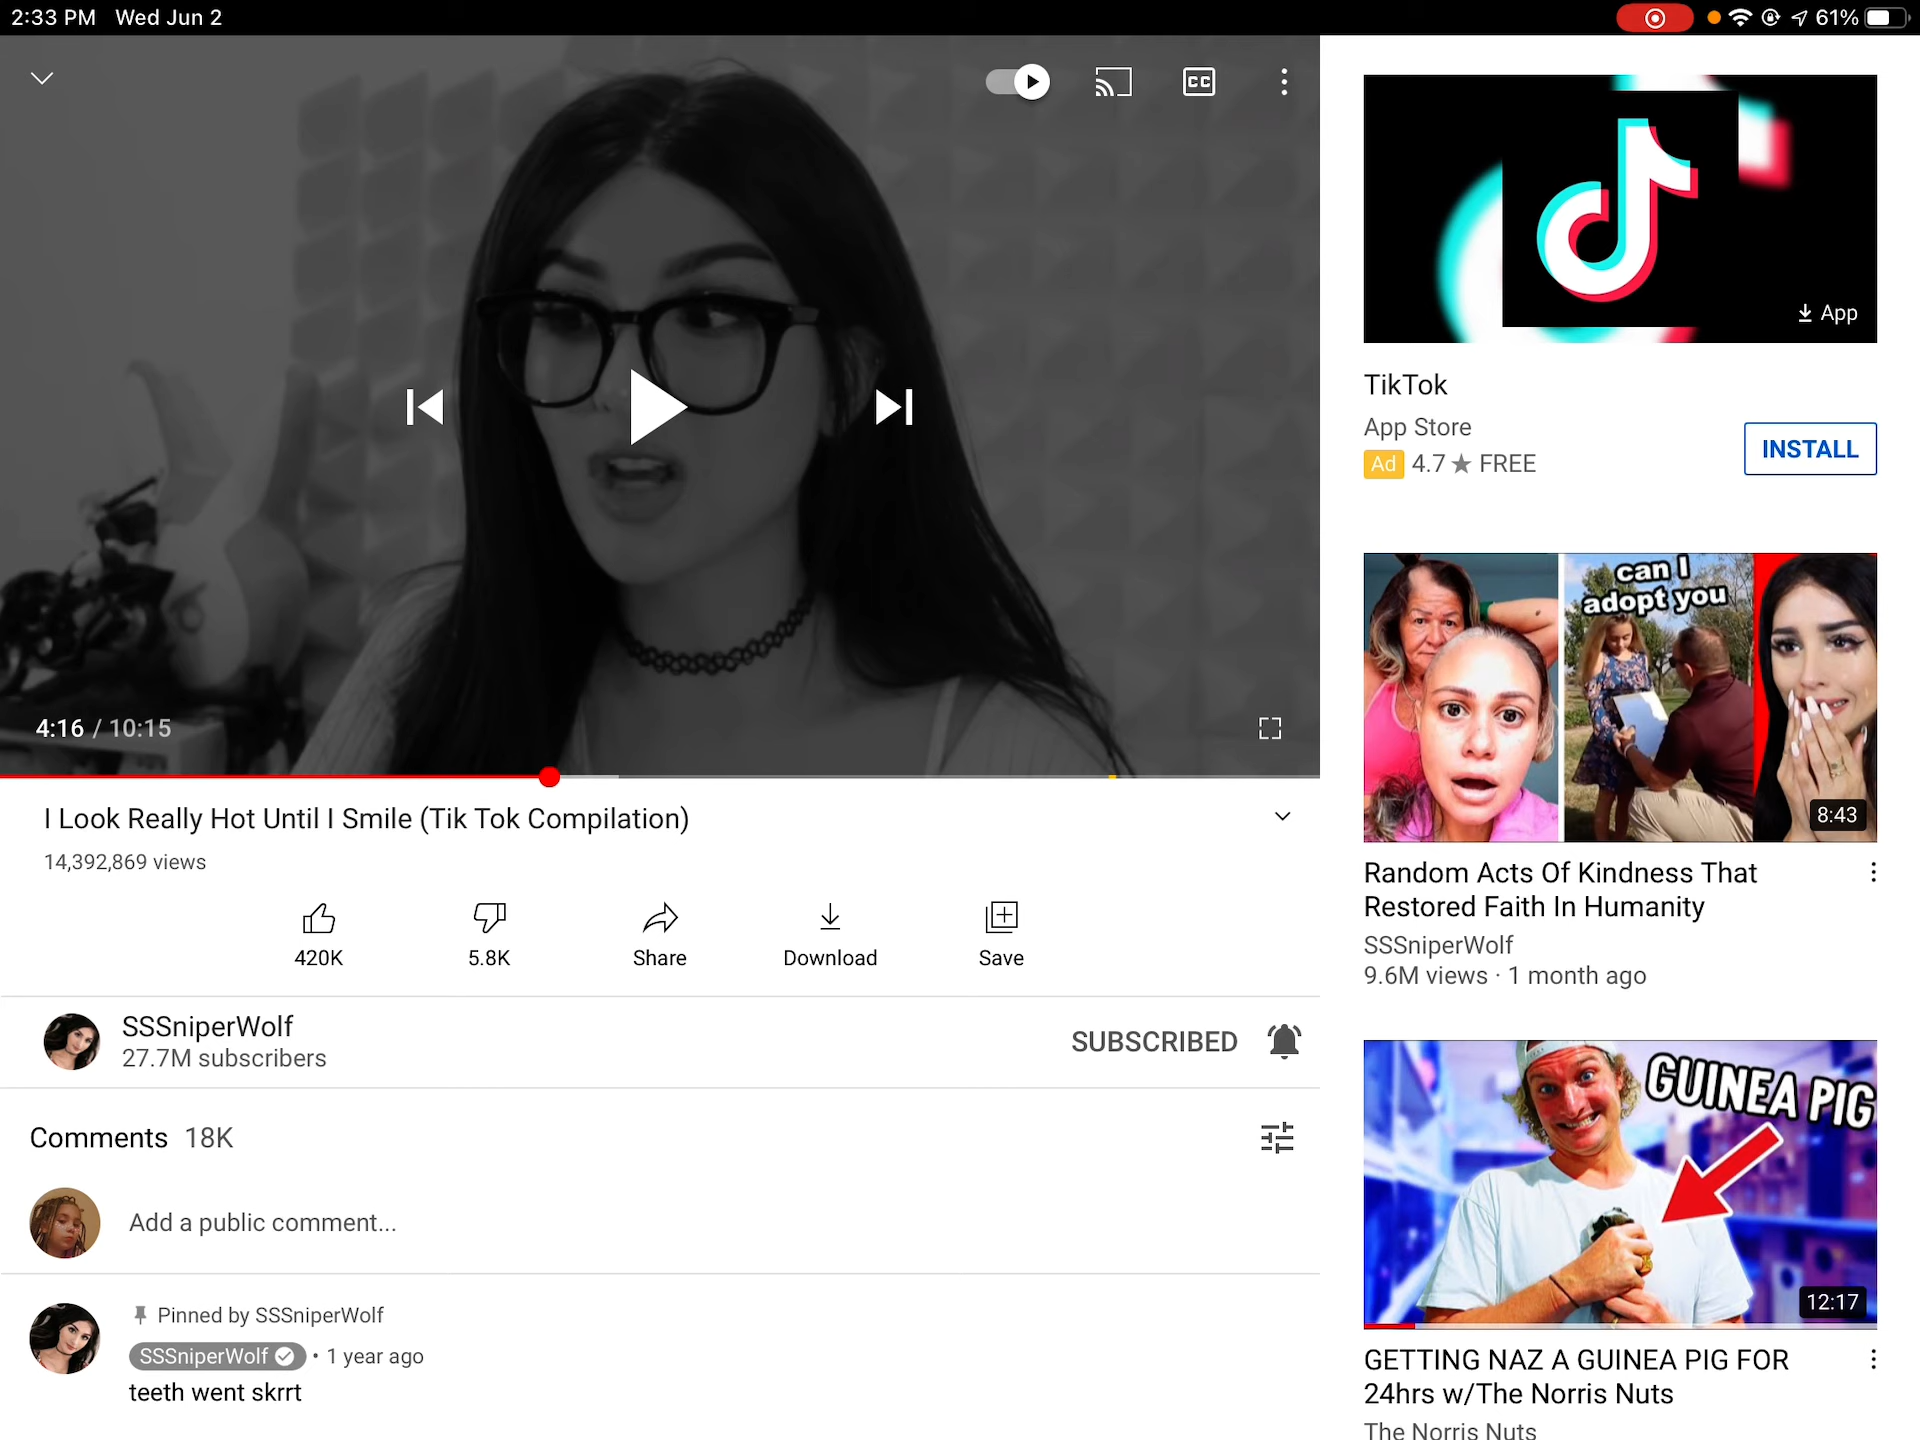 2:33 PM Wed Jun 2
61%
CC
4:16 / 10:15
I Look Really Hot Until I Smile (Tik Tok Compilation)
14,392,869 views
420K
5.8K
Share
Download
Save
SSSniperWolf
27.7M subscribers
SUBSCRIBED
Comments 18K
Add a public comment...
Pinned by SSSniperWolf
SSSniperWolf • 1 year ago
teeth went skrrt
App
TikTok
App Store
Ad 4.7 ★ FREE
INSTALL
can I
adopt you
8:43
Random Acts Of Kindness That
Restored Faith In Humanity
SSSniperWolf
9.6M views · 1 month ago
GUINEA PIG
12:17
GETTING NAZ A GUINEA PIG FOR
24hrs w/The Norris Nuts
The Norris Nuts